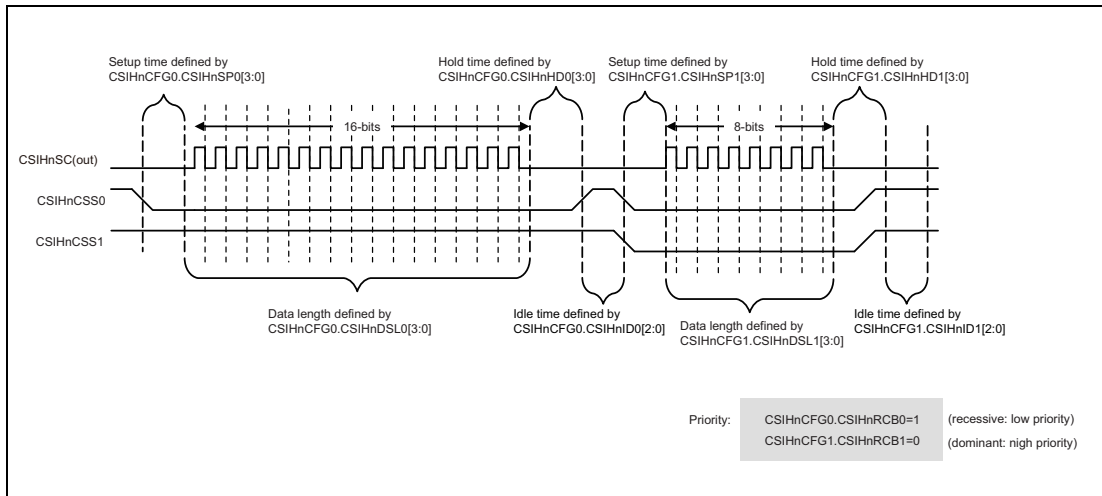 Setup time defined by
CSIHnCFG0.CSIHnSP0[3:0]
Hold time defined by
CSIHnCFG0.CSIHnHD0[3:0]
Setup time defined by
CSIHnCFG1.CSIHnSP1[3:0]
Hold time defined by
CSIHnCFG1.CSIHnHD1[3:0]
16-bits
8-bits
CSIHnSC(out)
CSIHnCSS0
CSIHnCSS1
Data length defined by
CSIHnCFG0.CSIHnDSL0[3:0]
Idle time defined by
CSIHnCFG0.CSIHnID0[2:0]
Data length defined by
CSIHnCFG1.CSIHnDSL1[3:0]
Idle time defined by
CSIHnCFG1.CSIHnID1[2:0]
Priority: CSIHnCFG0.CSIHnRCB0=1 (recessive: low priority)
CSIHnCFG1.CSIHnRCB1=0 (dominant: nigh priority)